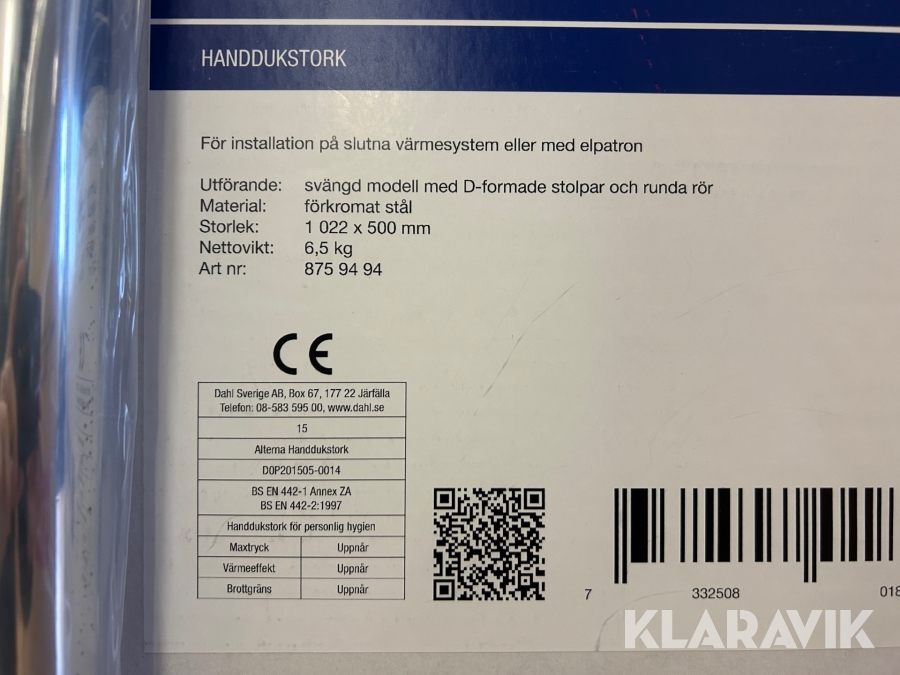 HANDDUKSTORK
För installation på slutna värmesystem eller med elpatron
Utförande: svängd modell med D-formade stolpar och runda rör
Material: förkromat stål
Storlek: 1 022 x 500 mm
Nettovikt: 6,5 kg
Art nr: 875 94 94
CE
Dahl Sverige AB, Box 67, 177 22 Järfälla
Telefon: 08-583 595 00, www.dahl.se
15
Alterna Handdukstork
DOP201505-0014
BS EN 442-1 Annex ZA
BS EN 442-2:1997
Handdukstork för personlig hygien
Maxtryck Uppnår
Värmeeffekt Uppnår
Brottgräns Uppnår
7 332508 018
KLARAVIK